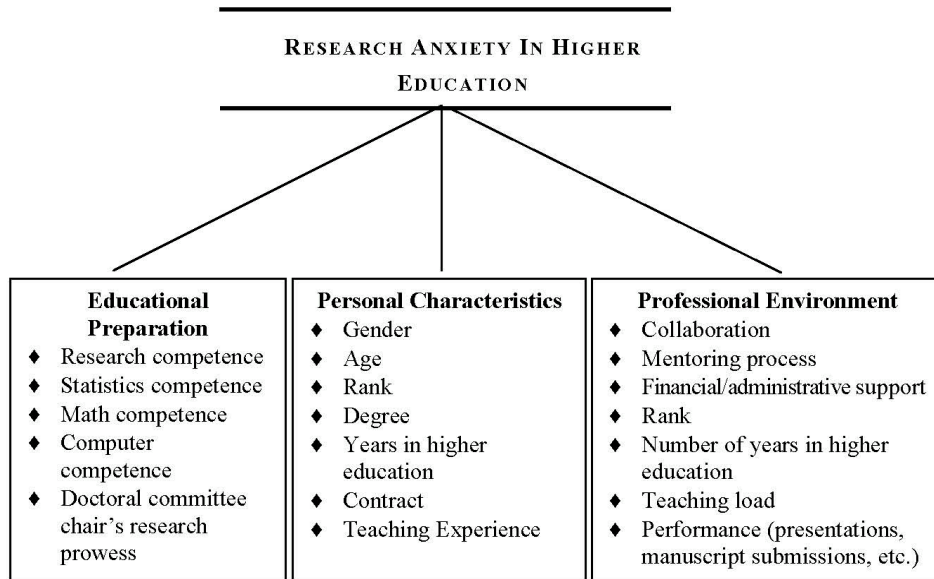 RESEARCH ANXIETY IN HIGHER
EDUCATION
Educational
Preparation
♦ Research competence
♦ Statistics competence
♦ Math competence
♦ Computer
competence
♦ Doctoral committee
chair's research
prowess
Personal Characteristics
♦ Gender
♦ Age
♦ Rank
♦ Degree
♦ Years in higher
education
♦ Contract
♦ Teaching Experience
Professional Environment
♦ Collaboration
♦ Mentoring process
♦ Financial/administrative support
♦ Rank
♦ Number of years in higher
education
♦ Teaching load
♦ Performance (presentations,
manuscript submissions, etc.)